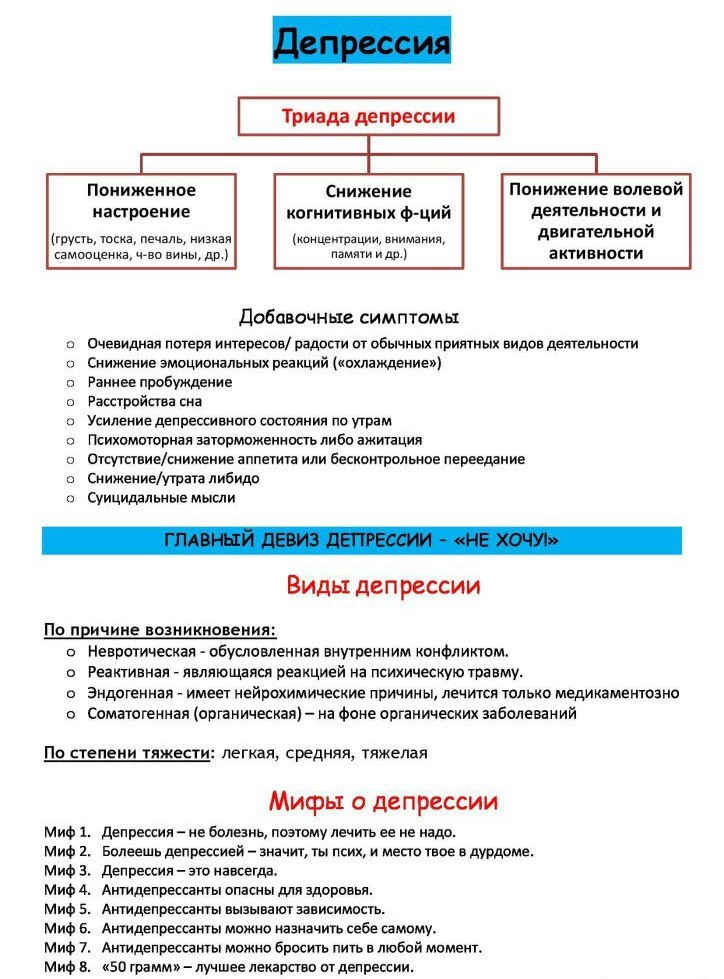 Депрессия
Триада депрессии
Пониженное
настроение
(грусть, тоска, печаль, низкая
самооценка, ч-во вины, др.)
Снижение
когнитивных ф-ций
(концентрации, внимания,
памяти и др.)
Понижение волевой
деятельности и
двигательной
активности
Добавочные симптомы
o Очевидная потеря интересов/ радости от обычных приятных видов деятельности
o Снижение эмоциональных реакций («охлаждение»)
o Раннее пробуждение
o Расстройства сна
o Усиление депрессивного состояния по утрам
o Психомоторная заторможенность либо ажитация
o Отсутствие/снижение аппетита или бесконтрольное переедание
o Снижение/утрата либидо
o Суицидальные мысли
ГЛАВНЫЙ ДЕВИЗ ДЕПРЕССИИ - «НЕ ХОЧУ!»
Виды депрессии
По причине возникновения:
o Невротическая - обусловленная внутренним конфликтом.
o Реактивная - являющаяся реакцией на психическую травму.
o Эндогенная - имеет нейрохимические причины, лечится только медикаментозно
o Соматогенная (органическая) – на фоне органических заболеваний
По степени тяжести: легкая, средняя, тяжелая
Мифы о депрессии
Миф 1. Депрессия – не болезнь, поэтому лечить ее не надо.
Миф 2. Болеешь депрессией – значит, ты псих, и место твое в дурдоме.
Миф 3. Депрессия – это навсегда.
Миф 4. Антидепрессанты опасны для здоровья.
Миф 5. Антидепрессанты вызывают зависимость.
Миф 6. Антидепрессанты можно назначить себе самому.
Миф 7. Антидепрессанты можно бросить пить в любой момент.
Миф 8. «50 грамм» – лучшее лекарство от депрессии.